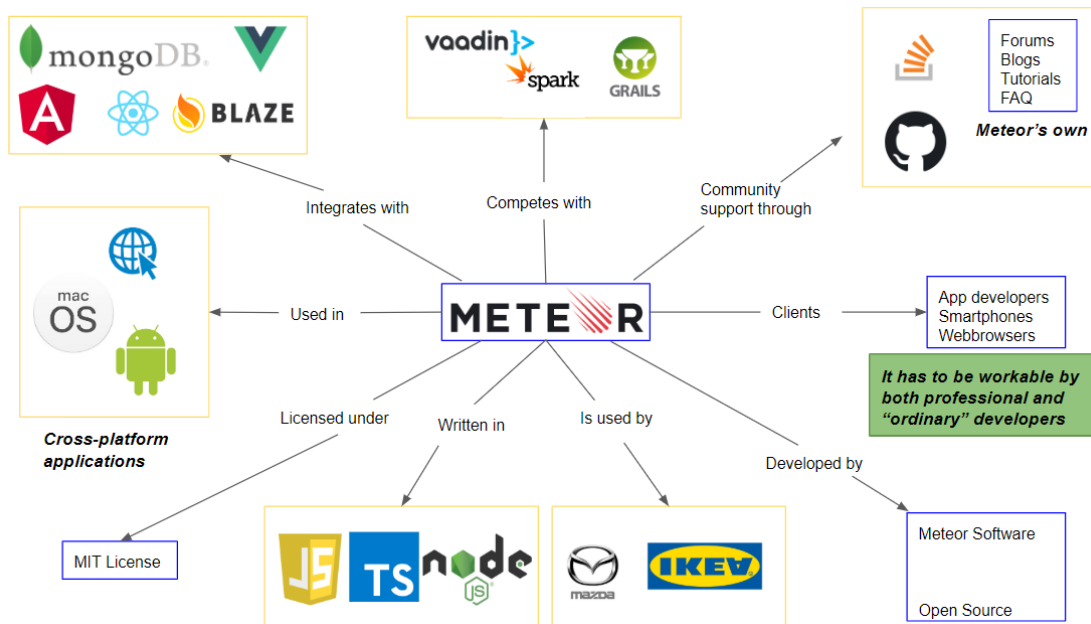 mongoDB®
A
BLAZE
vaadin}>
spark
GRAILS
Forums
Blogs
Tutorials
FAQ
Meteor's own
Integrates with
Competes with
Community
support through
mac
OS
Used in
METEOR
Clients
App developers
Smartphones
Webbrowsers
It has to be workable by
both professional and
“ordinary” developers
Cross-platform
applications
Licensed under
Written in
Is used by
Developed by
MIT License
JS
TS
node
JS
mazda
IKEA
Meteor Software
Open Source